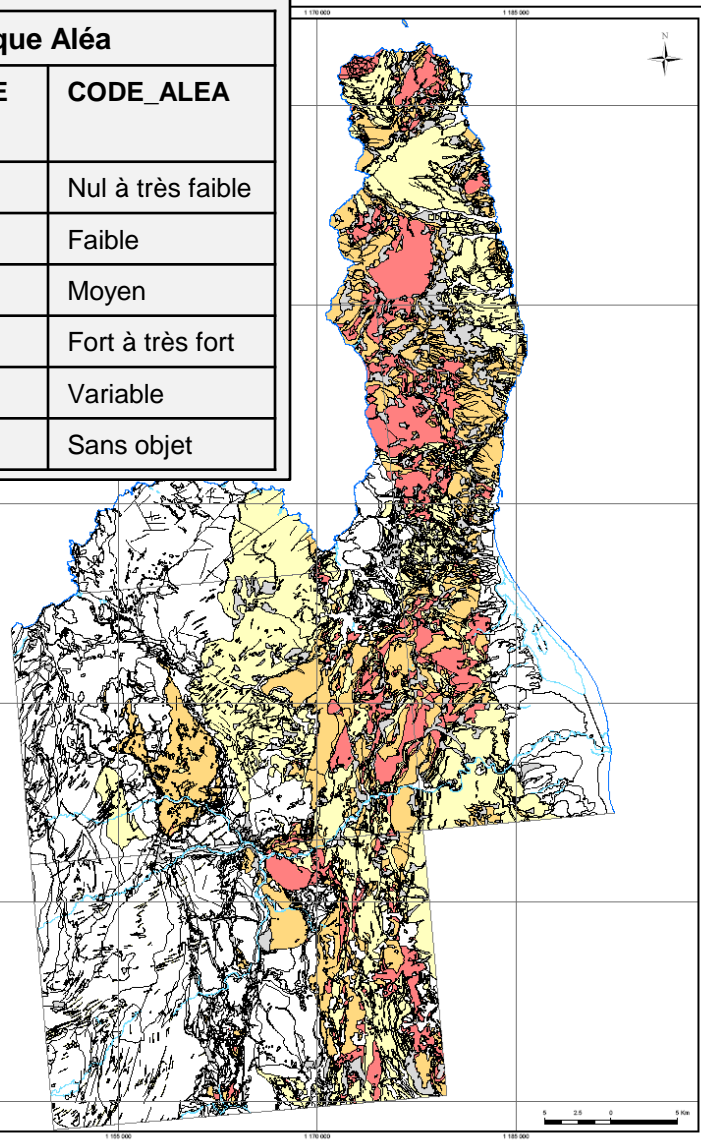 1 170 000
1 185 000
que Aléa
E
CODE_ALEA
Nul à très faible
Faible
Moyen
Fort à très fort
Variable
Sans objet
N
5 2.5 0 5 Km
1 155 000
1 170 000
1 185 000